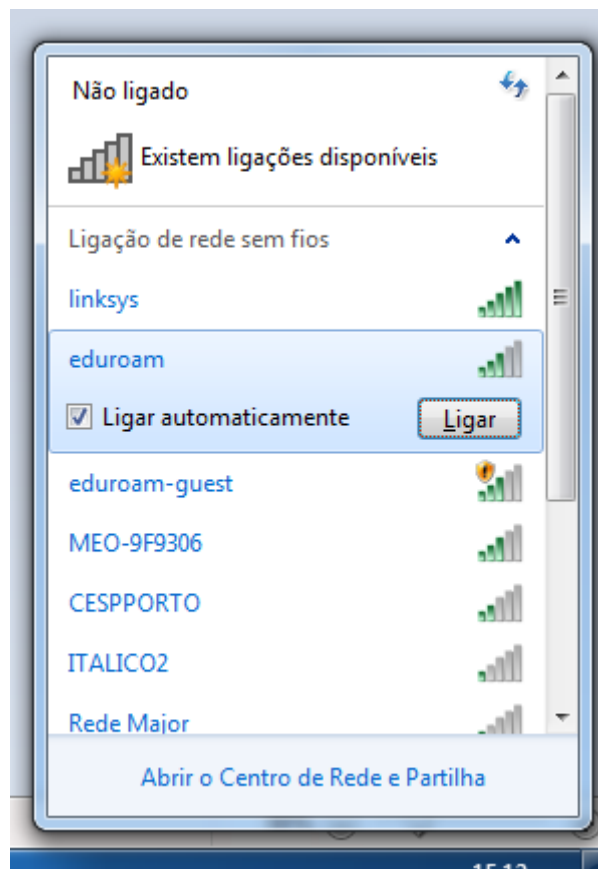 Não ligado
Existem ligações disponíveis
Ligação de rede sem fios
linksys
eduroam
Ligar automaticamente Ligar
eduroam-guest
MEO-9F9306
CESPPORTO
ITALICO2
Rede Major
Abrir o Centro de Rede e Partilha